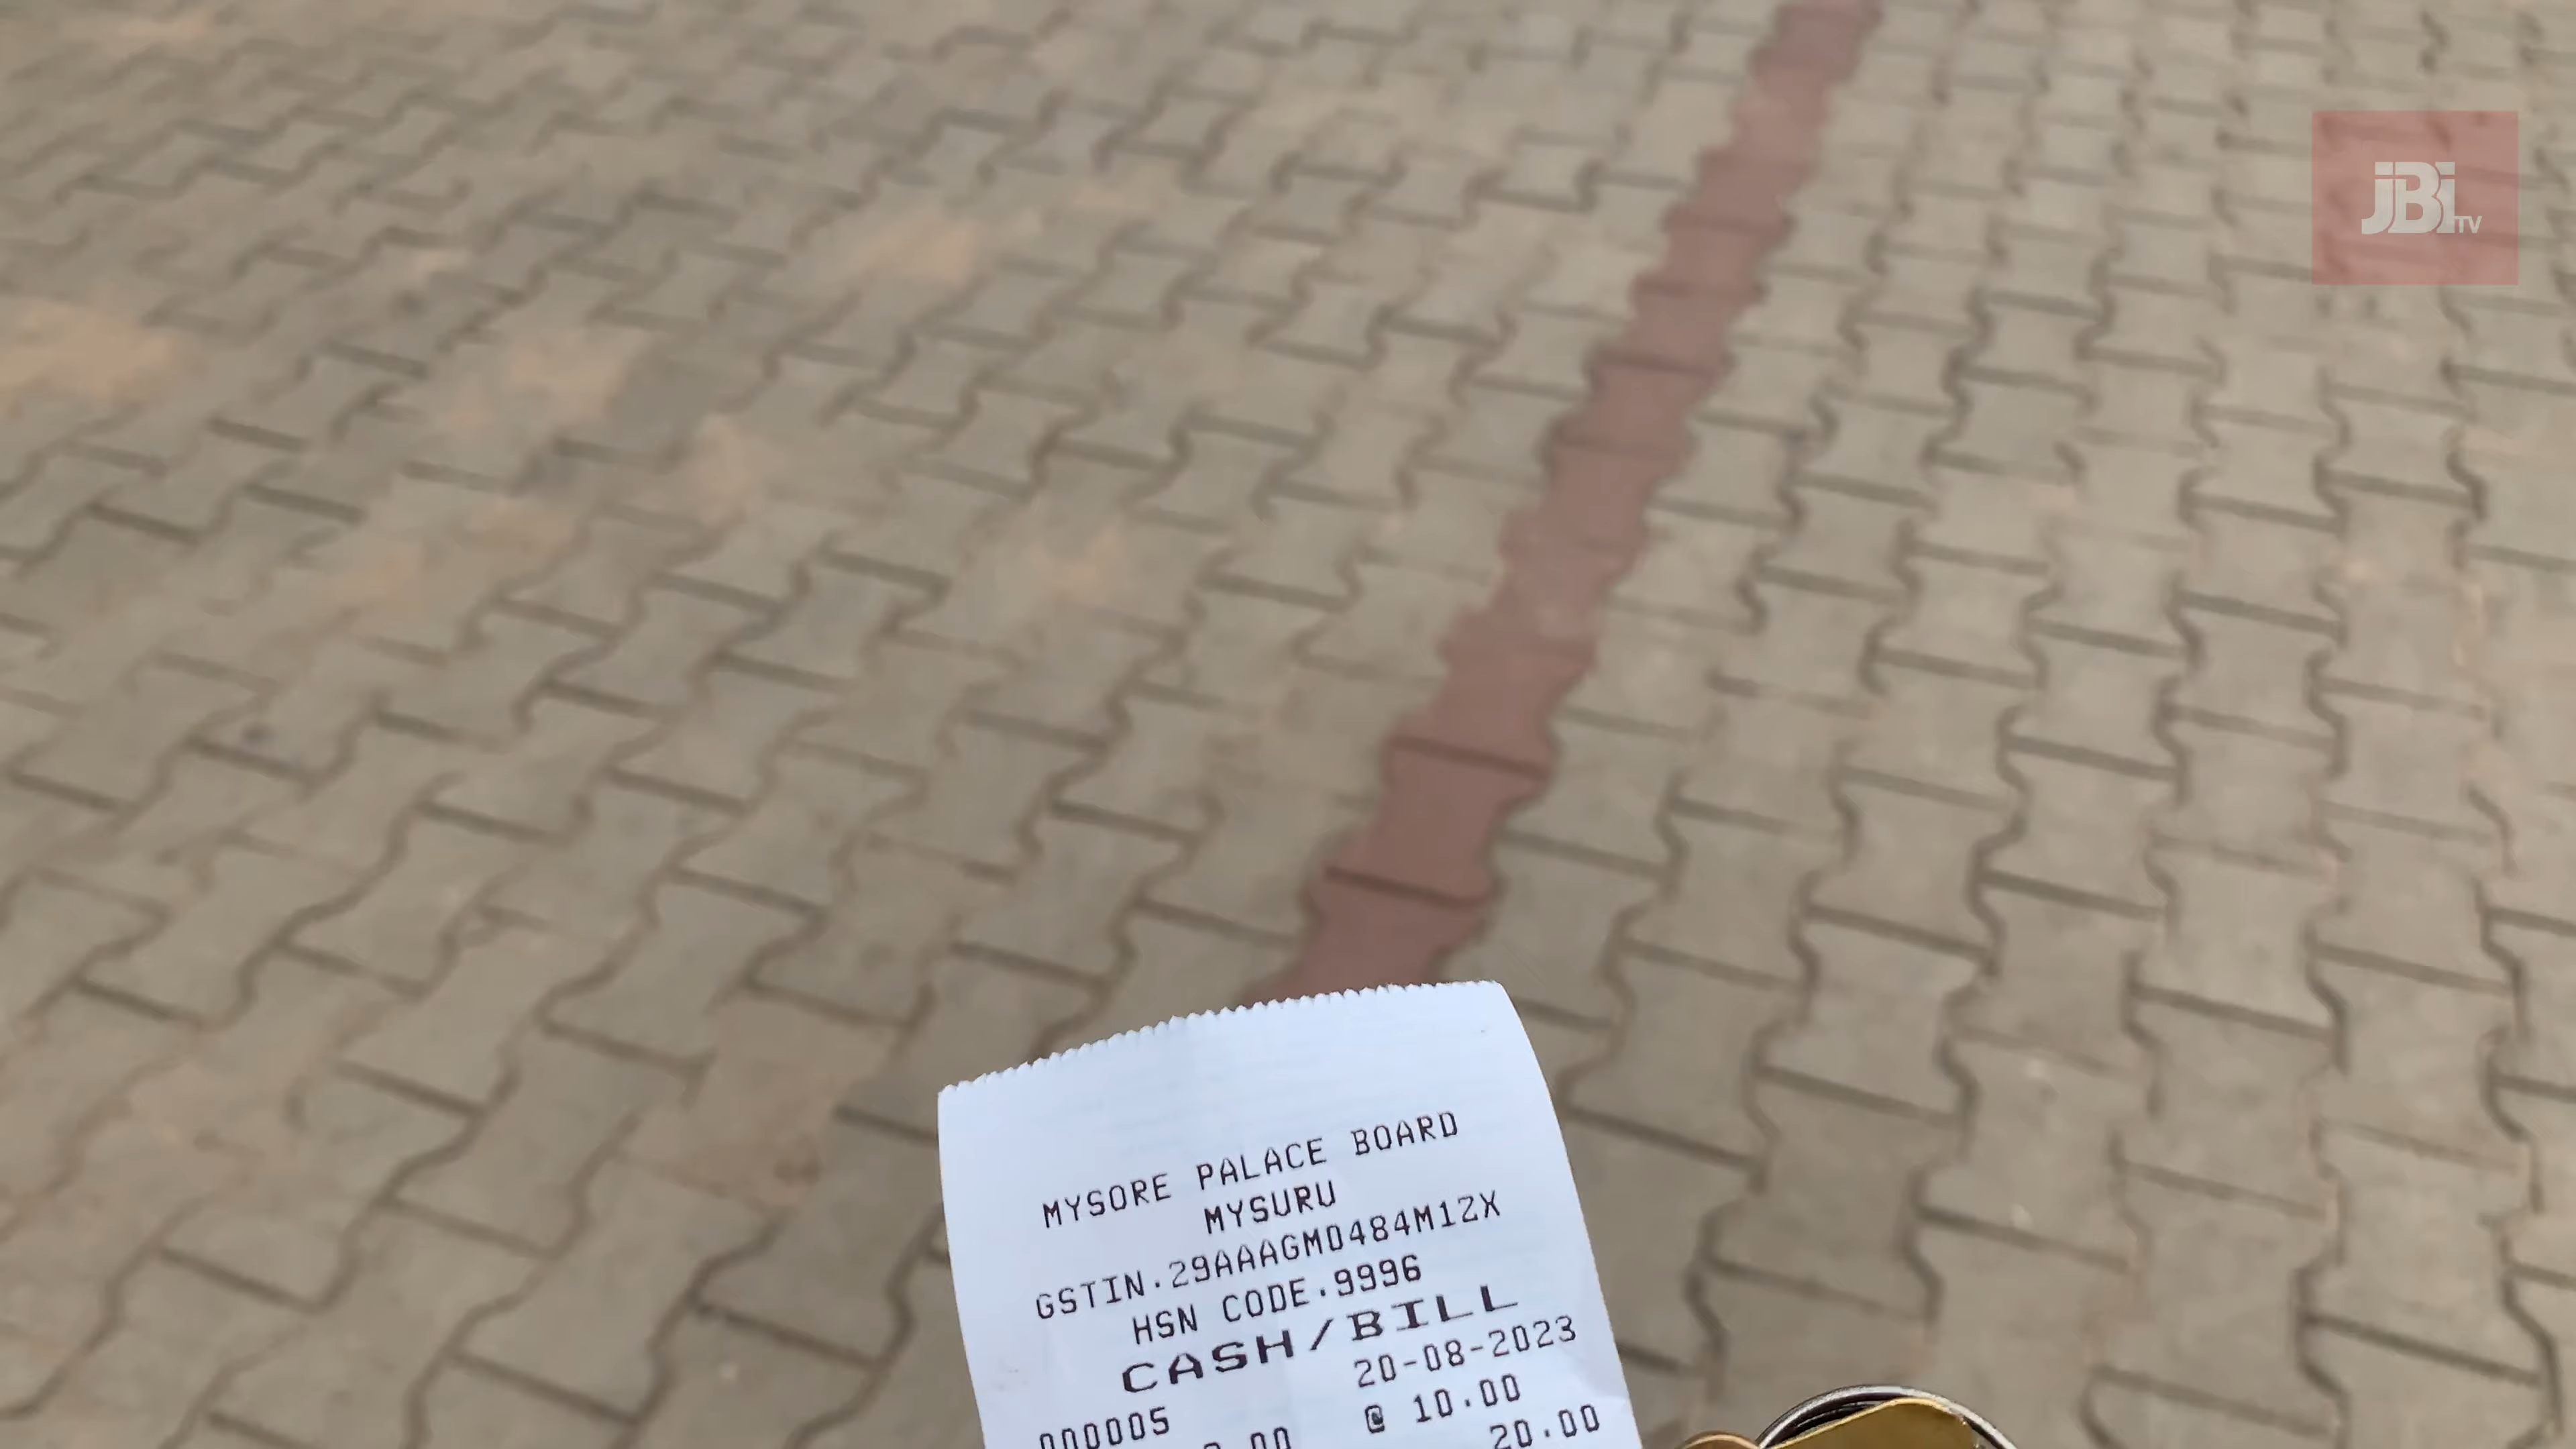 JBi TV
MYSORE PALACE BOARD
MYSURU
GSTIN.29AAAGM0484M1ZX
HSN CODE.9996
CASH/BILL
20-08-2023
000005 @ 10.00
20.00